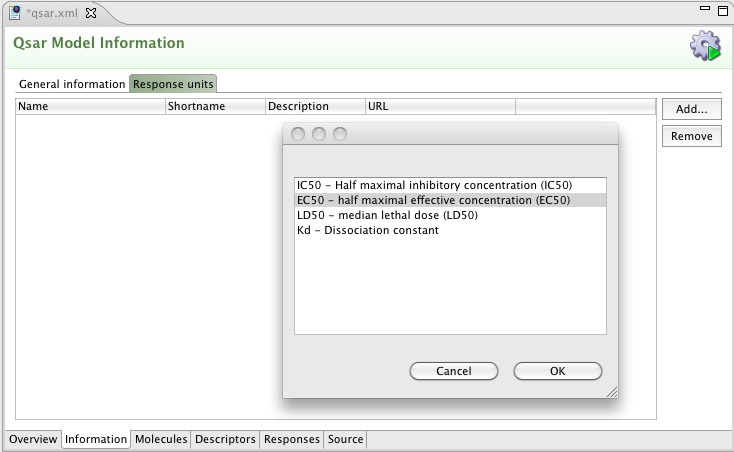 *qsar.xml
Qsar Model Information
General information Response units
Name Shortname Description URL
Add...
Remove
IC50 - Half maximal inhibitory concentration (IC50)
EC50 - half maximal effective concentration (EC50)
LD50 - median lethal dose (LD50)
Kd - Dissociation constant
Cancel OK
Overview Information Molecules Descriptors Responses Source